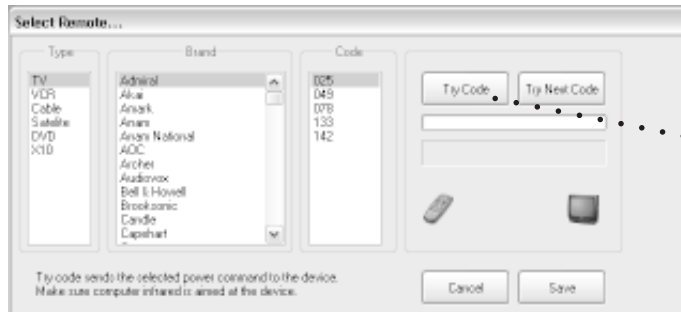 Select Remote...
Type
Brand
Code
TV
VCR
Cable
Satellite
DVD
X10
Admiral
Akai
Amark
Anam
Anam National
AOC
Archer
Audiovox
Bell & Howell
Brooksonic
Candle
Capehart
025
049
078
133
142
Try Code
Try Next Code
Try code sends the selected power command to the device.
Make sure computer infrared is aimed at the device.
Cancel
Save